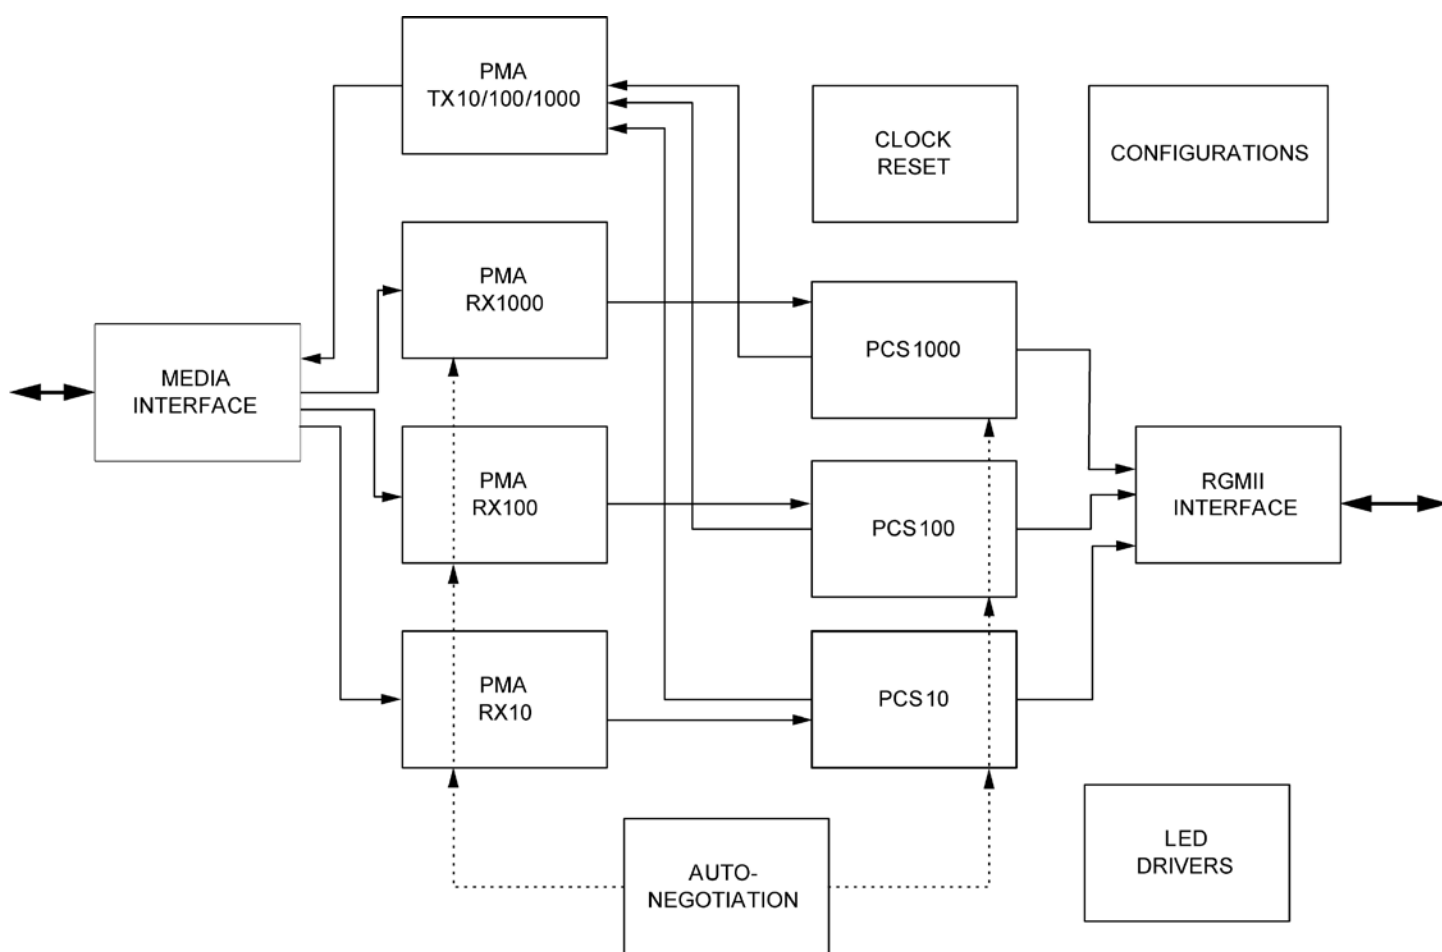 PMA
TX10/100/1000
CLOCK
RESET
CONFIGURATIONS
PMA
RX1000
PCS1000
MEDIA
INTERFACE
PMA
RX100
PCS100
RGMII
INTERFACE
PMA
RX10
PCS10
AUTO-
NEGOTIATION
LED
DRIVERS